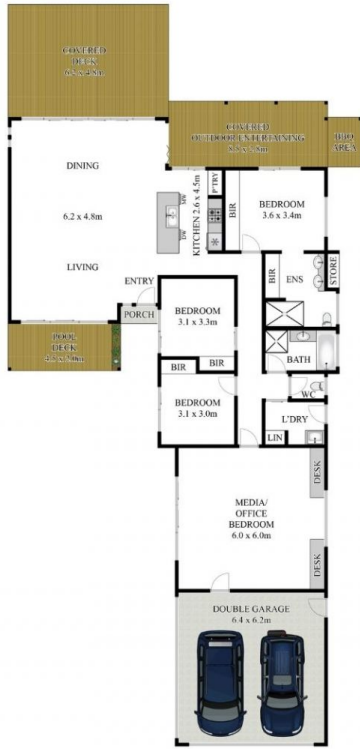 COVERED
DECK
COVERED
OUTDOOR ENTERTAINING
BBQ
AREA
DINING
6.2 x 4.8m
LIVING
KITCHEN 2.6 x 4.5m
MW
DW
P'TRY
BIR
BEDROOM
3.6 x 3.4m
BIR
ENS
STORE
ENTRY
PORCH
BEDROOM
3.1 x 3.3m
POOL
DECK
BATH
BIR
BIR
WC
BEDROOM
3.1 x 3.0m
L'DRY
LIN
DESK
MEDIA/
OFFICE
BEDROOM
6.0 x 6.0m
DESK
DOUBLE GARAGE
6.4 x 6.2m